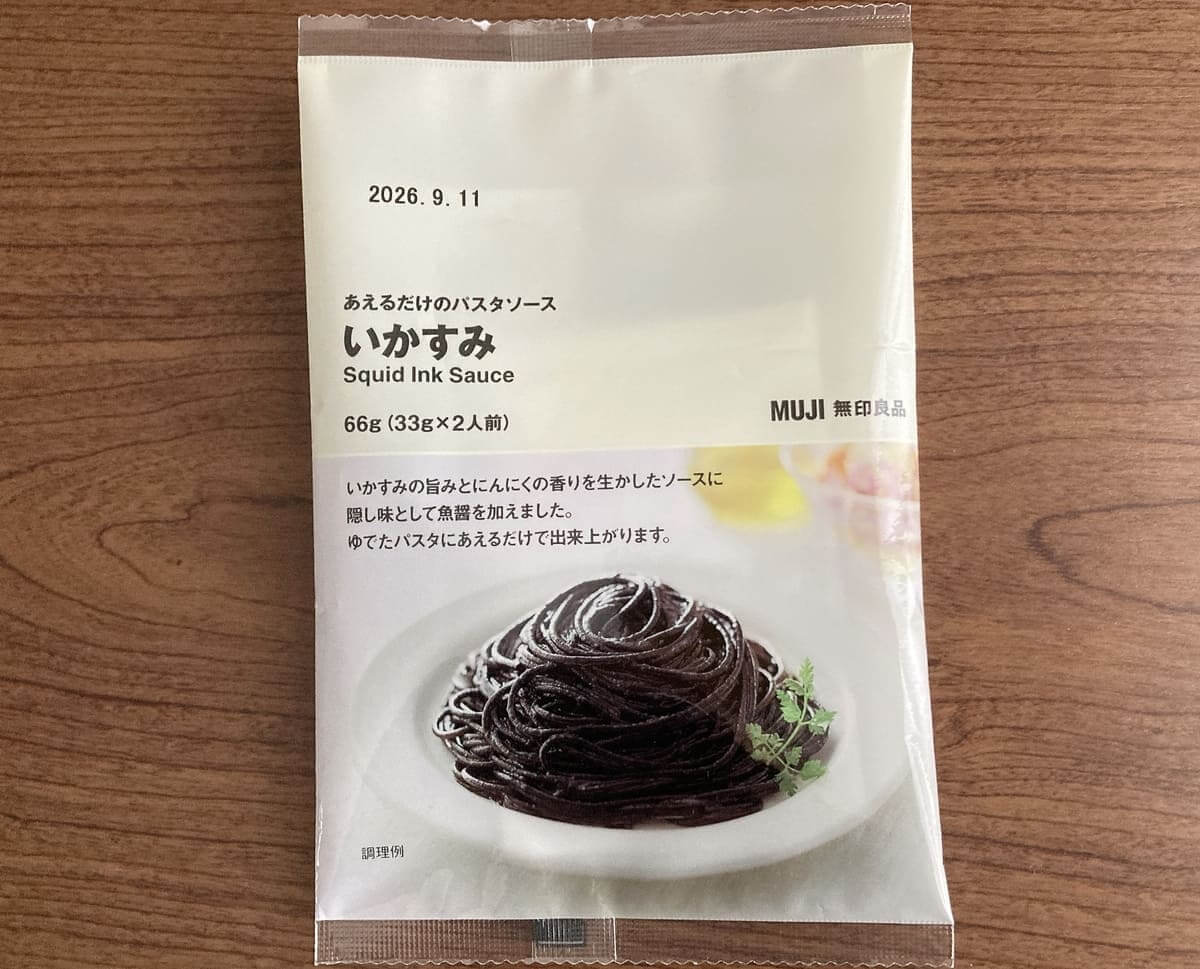 2026. 9. 11
あえるだけのパスタソース
いかすみ
Squid Ink Sauce
66g (33g×2人前)
MUJI 無印良品
いかすみの旨みとにんにくの香りを生かしたソースに
隠し味として魚醤を加えました。
ゆでたパスタにあえるだけで出来上がります。
調理例